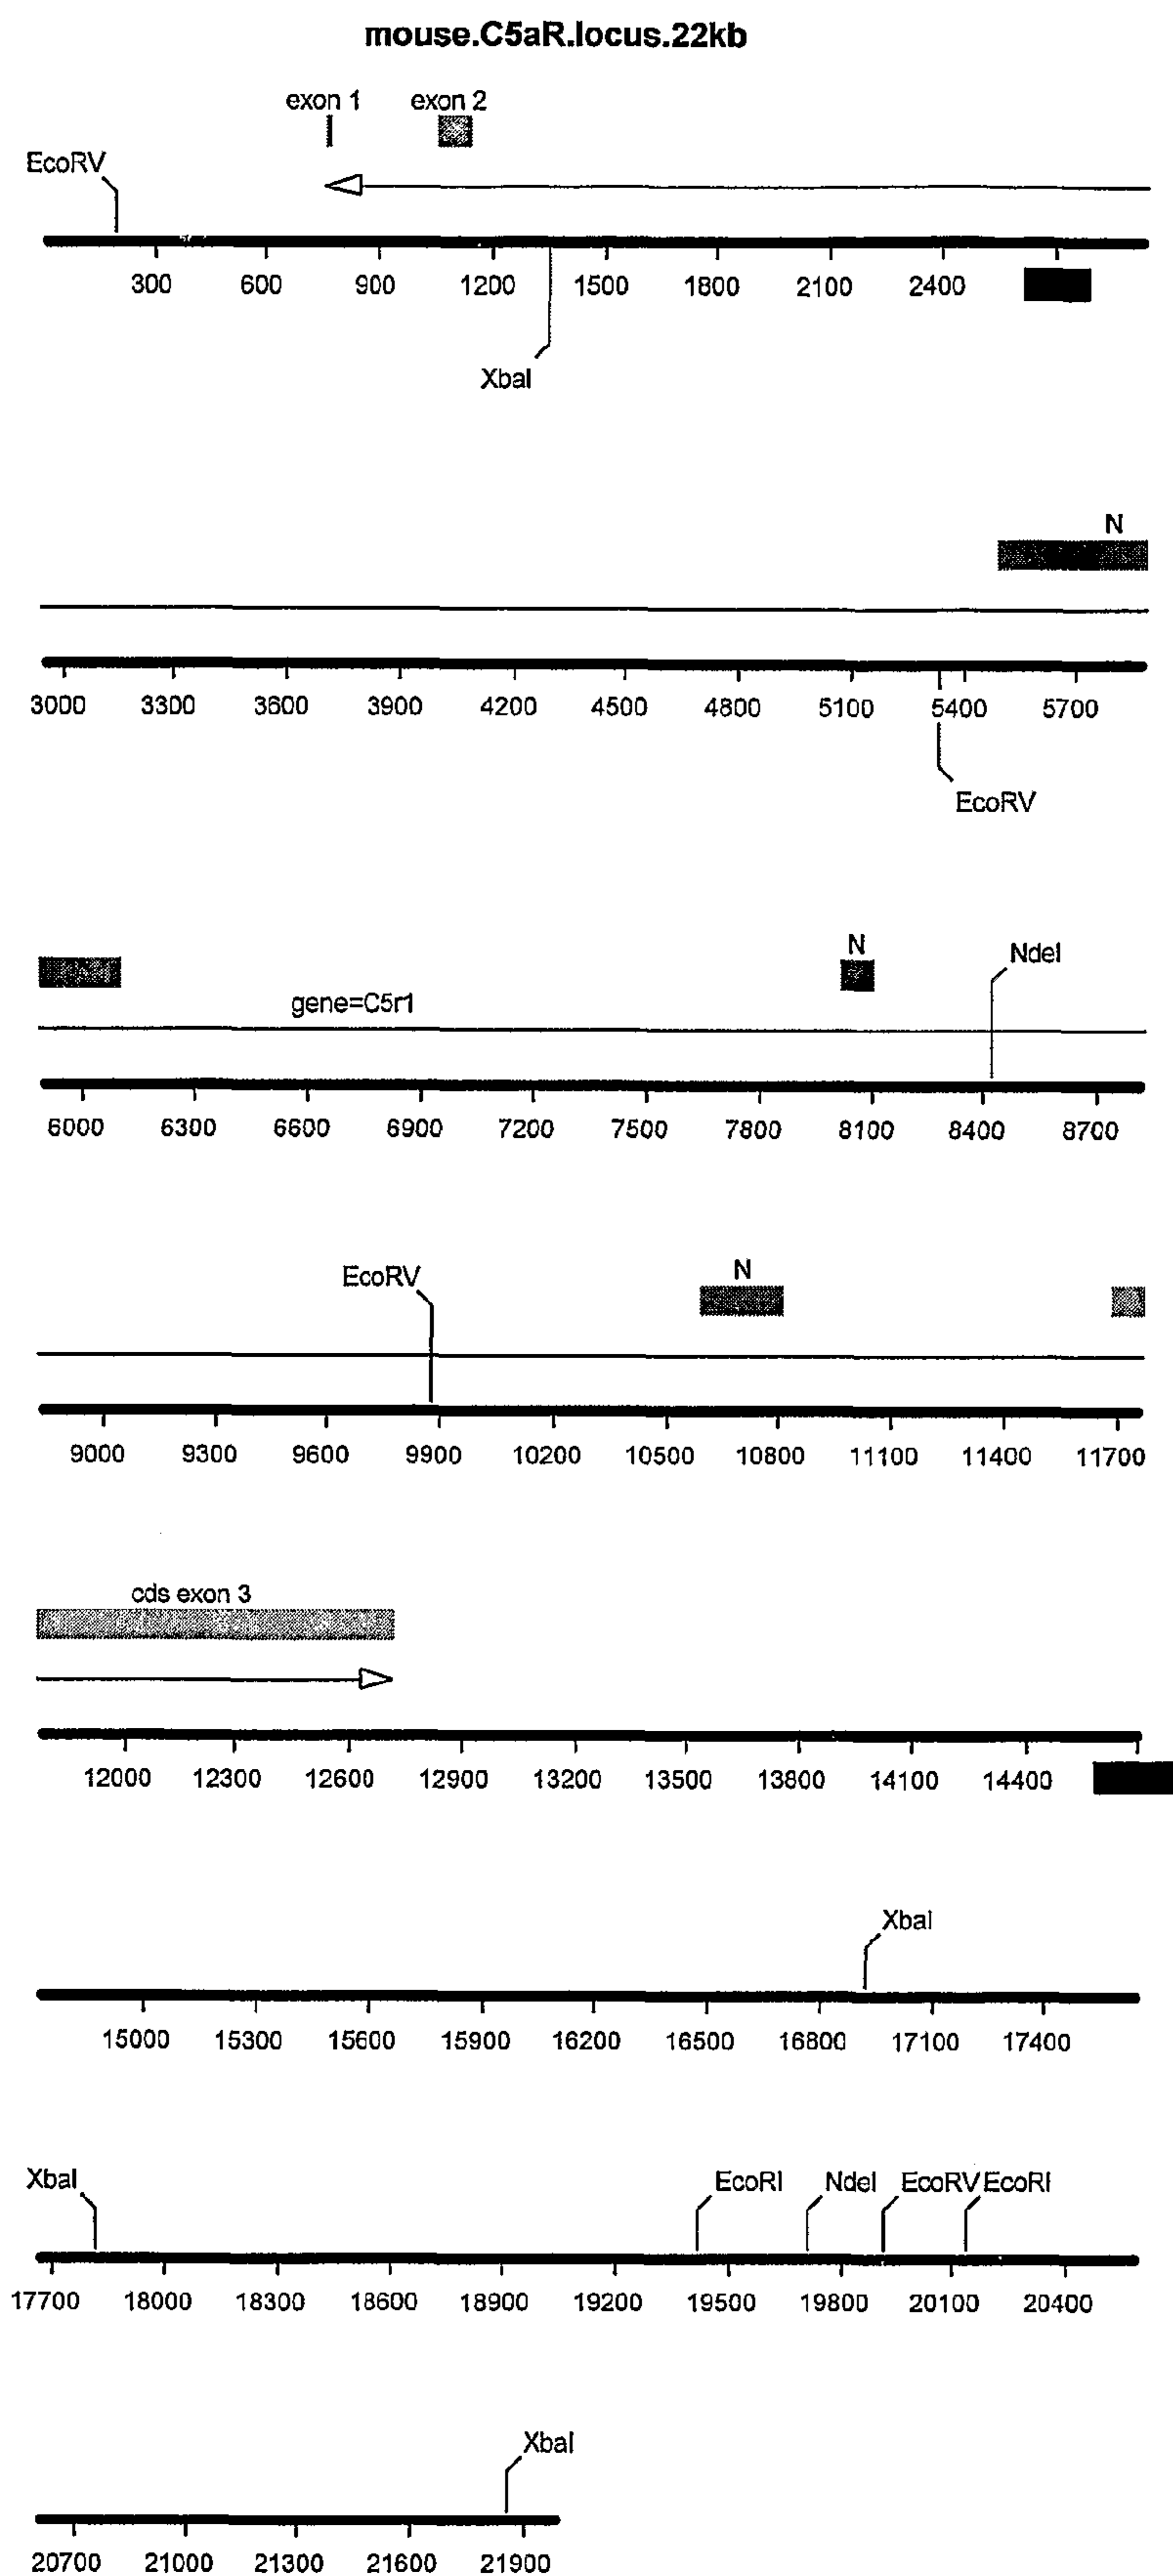 mouse.C5aR.locus.22kb
exon 1 exon 2
EcoRV
300 600 900 1200 1500 1800 2100 2400
XbaI
N
3000 3300 3600 3900 4200 4500 4800 5100 5400 5700
EcoRV
N
NdeI
gene=C5r1
6000 6300 6600 6900 7200 7500 7800 8100 8400 8700
EcoRV
N
9000 9300 9600 9900 10200 10500 10800 11100 11400 11700
cds exon 3
12000 12300 12600 12900 13200 13500 13800 14100 14400
XbaI
15000 15300 15600 15900 16200 16500 16800 17100 17400
XbaI EcoRI NdeI EcoRV EcoRI
17700 18000 18300 18600 18900 19200 19500 19800 20100 20400
XbaI
20700 21000 21300 21600 21900